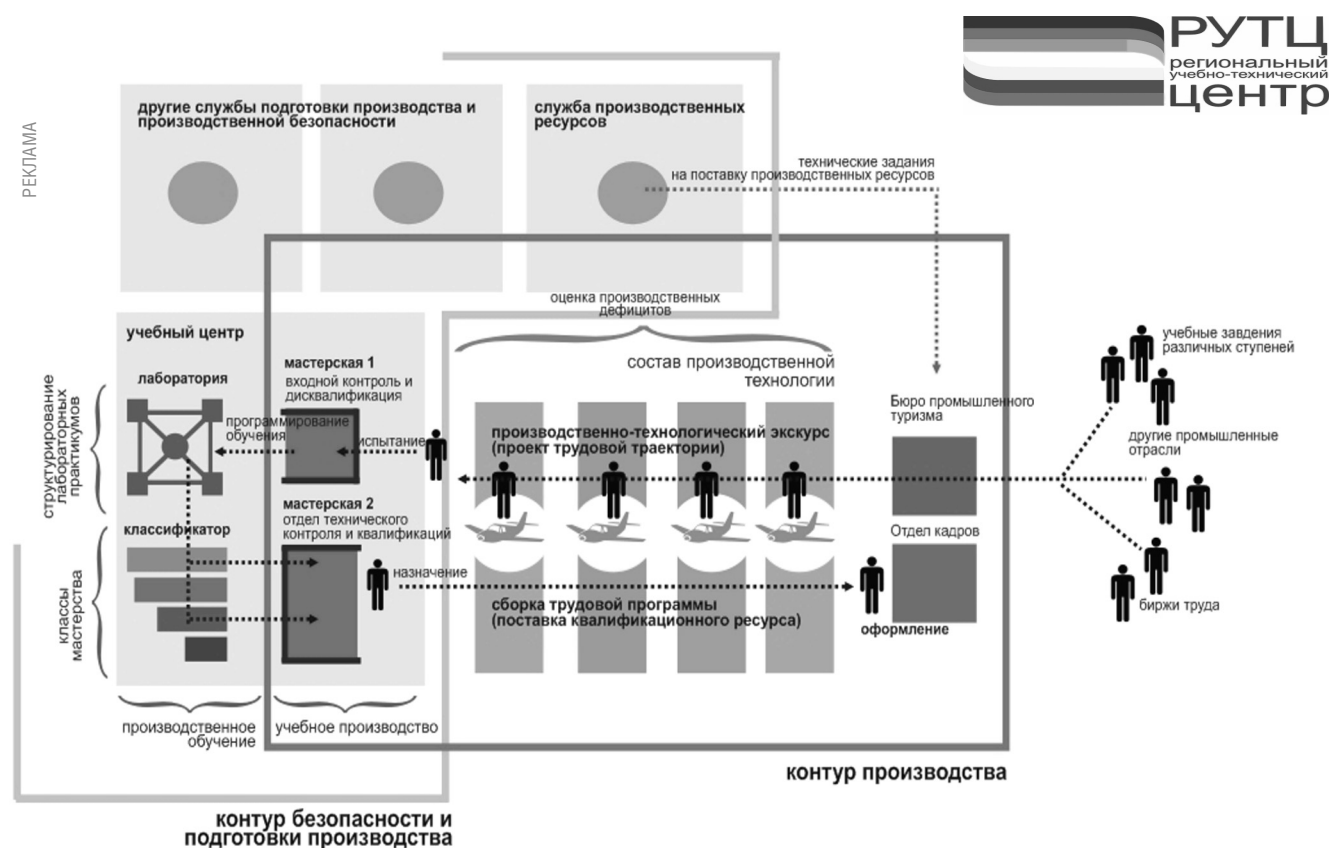 РУТЦ
региональный
учебно-технический
центр
РЕКЛАМА
другие службы подготовки производства и
производственной безопасности
служба производственных
ресурсов
технические задания
на поставку производственных ресурсов
оценка производственных
дефицитов
учебный центр
лаборатория
мастерская 1
входной контроль и
дисквалификация
состав производственной
технологии
учебные завдения
различных ступеней
структурирование
лабораторных
практикумов
программирование
обучения
испытание
производственно-технологический экскурс
(проект трудовой траектории)
Бюро промышленного
туризма
другие промышленные
отрасли
мастерская 2
отдел технического
контроля и квалификаций
классификатор
Отдел кадров
назначение
классы
мастерства
сборка трудовой программы
(поставка квалификационного ресурса)
оформление
биржи труда
производственное
обучение
учебное производство
контур производства
контур безопасности и
подготовки производства